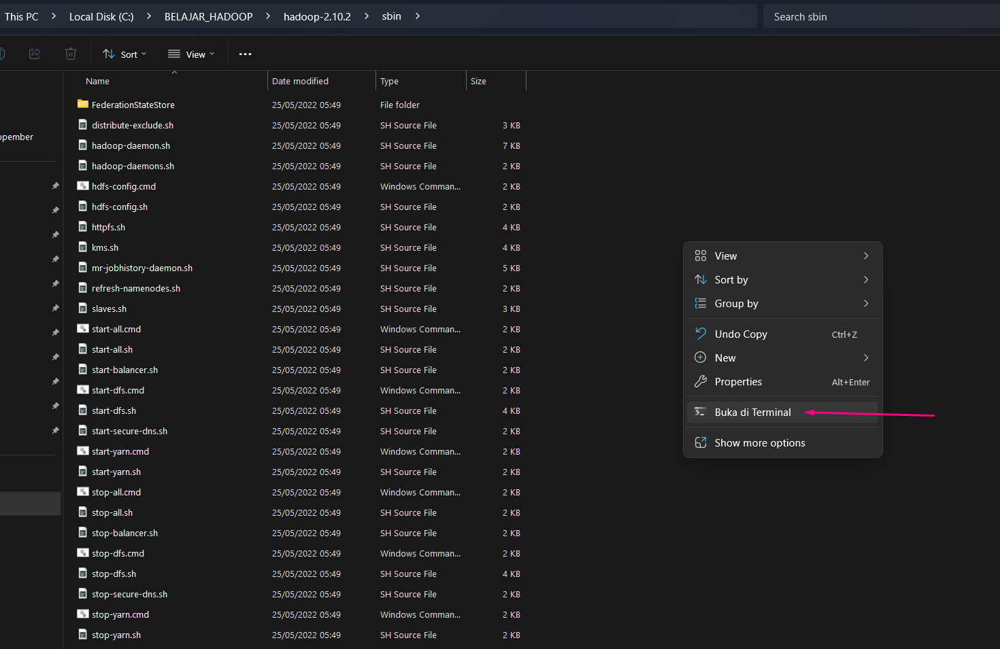 This PC > Local Disk (C:) > BELAJAR_HADOOP > hadoop-2.10.2 > sbin >
Search sbin
Sort
View
Name Date modified Type Size
FederationStateStore 25/05/2022 05:49 File folder
distribute-exclude.sh 25/05/2022 05:49 SH Source File 3 KB
hadoop-daemon.sh 25/05/2022 05:49 SH Source File 7 KB
hadoop-daemons.sh 25/05/2022 05:49 SH Source File 2 KB
hdfs-config.cmd 25/05/2022 05:49 Windows Comman... 2 KB
hdfs-config.sh 25/05/2022 05:49 SH Source File 2 KB
httpfs.sh 25/05/2022 05:49 SH Source File 4 KB
kms.sh 25/05/2022 05:49 SH Source File 4 KB
mr-jobhistory-daemon.sh 25/05/2022 05:49 SH Source File 5 KB
refresh-namenodes.sh 25/05/2022 05:49 SH Source File 2 KB
slaves.sh 25/05/2022 05:49 SH Source File 3 KB
start-all.cmd 25/05/2022 05:49 Windows Comman... 2 KB
start-all.sh 25/05/2022 05:49 SH Source File 2 KB
start-balancer.sh 25/05/2022 05:49 SH Source File 2 KB
start-dfs.cmd 25/05/2022 05:49 Windows Comman... 2 KB
start-dfs.sh 25/05/2022 05:49 SH Source File 4 KB
start-secure-dns.sh 25/05/2022 05:49 SH Source File 2 KB
start-yarn.cmd 25/05/2022 05:49 Windows Comman... 2 KB
start-yarn.sh 25/05/2022 05:49 SH Source File 2 KB
stop-all.cmd 25/05/2022 05:49 Windows Comman... 2 KB
stop-all.sh 25/05/2022 05:49 SH Source File 2 KB
stop-balancer.sh 25/05/2022 05:49 SH Source File 2 KB
stop-dfs.cmd 25/05/2022 05:49 Windows Comman... 2 KB
stop-dfs.sh 25/05/2022 05:49 SH Source File 4 KB
stop-secure-dns.sh 25/05/2022 05:49 SH Source File 2 KB
stop-yarn.cmd 25/05/2022 05:49 Windows Comman... 2 KB
stop-yarn.sh 25/05/2022 05:49 SH Source File 2 KB
View
Sort by
Group by
Undo Copy Ctrl+Z
New
Properties Alt+Enter
Buka di Terminal
Show more options